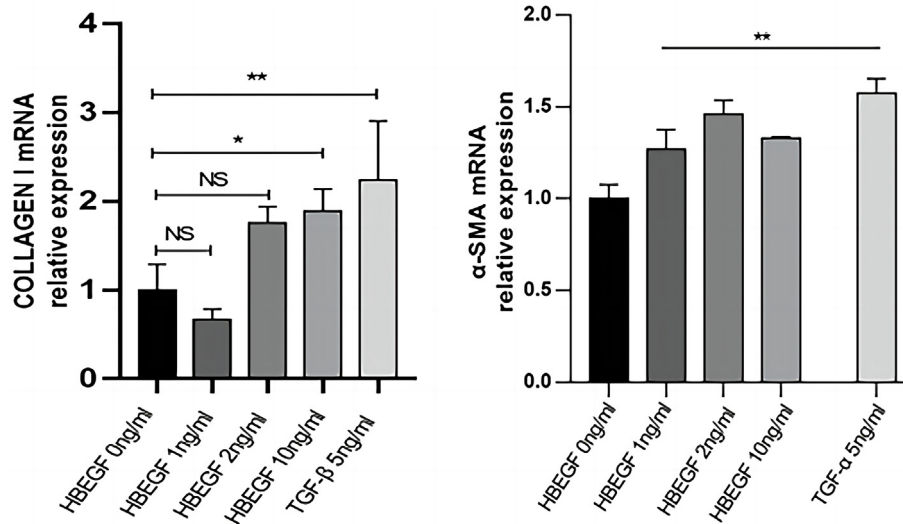 COLLAGEN I mRNA
relative expression
4
3
2
1
0
**
*
NS
NS
HBEGF 0ng/ml
HBEGF 1ng/ml
HBEGF 2ng/ml
HBEGF 10ng/ml
TGF-β 5ng/ml
α-SMA mRNA
relative expression
2.0
1.5
1.0
0.5
0.0
**
HBEGF 0ng/ml
HBEGF 1ng/ml
HBEGF 2ng/ml
HBEGF 10ng/ml
TGF-α 5ng/ml